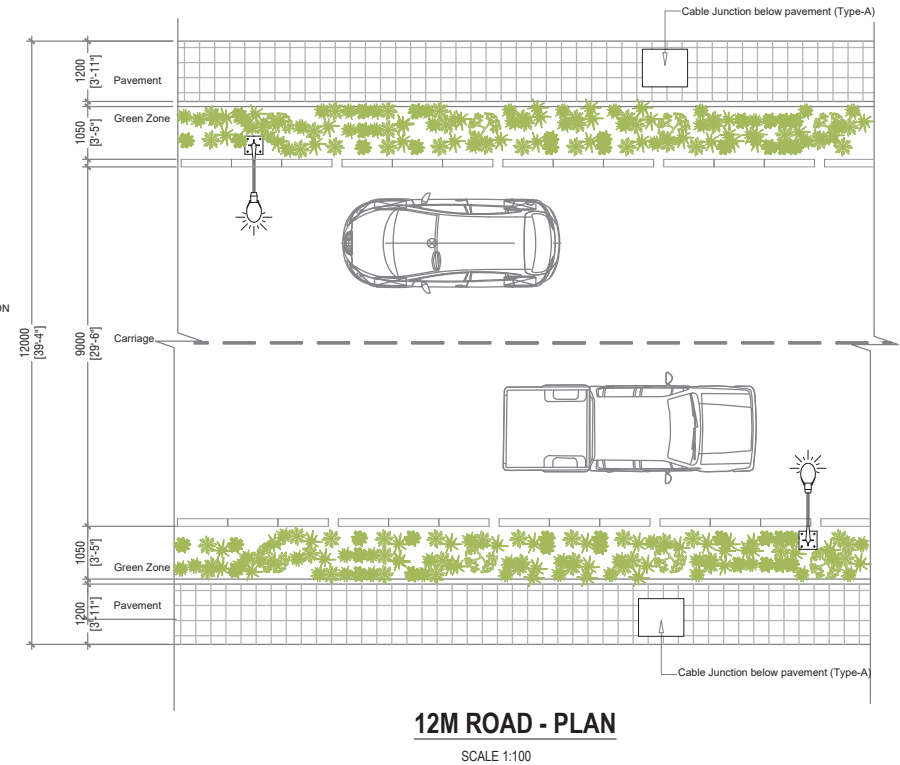 Cable Junction below pavement (Type-A)
1200
[3'-11"]
Pavement
1050
[3'-5"]
Green Zone
ON
12000
[39'-4"]
9000
[29'-6"]
Carriage
1050
[3'-5"]
Green Zone
1200
[3'-11"]
Pavement
Cable Junction below pavement (Type-A)
12M ROAD - PLAN
SCALE 1:100